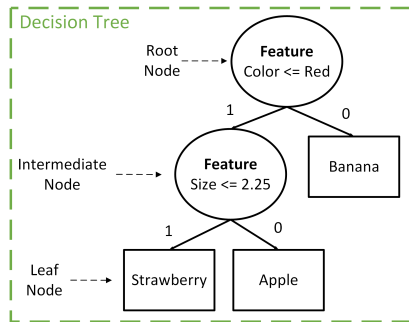 Decision Tree
Root
Node
Feature
Color <= Red
1
0
Intermediate
Node
Feature
Size <= 2.25
Banana
1
0
Leaf
Node
Strawberry
Apple